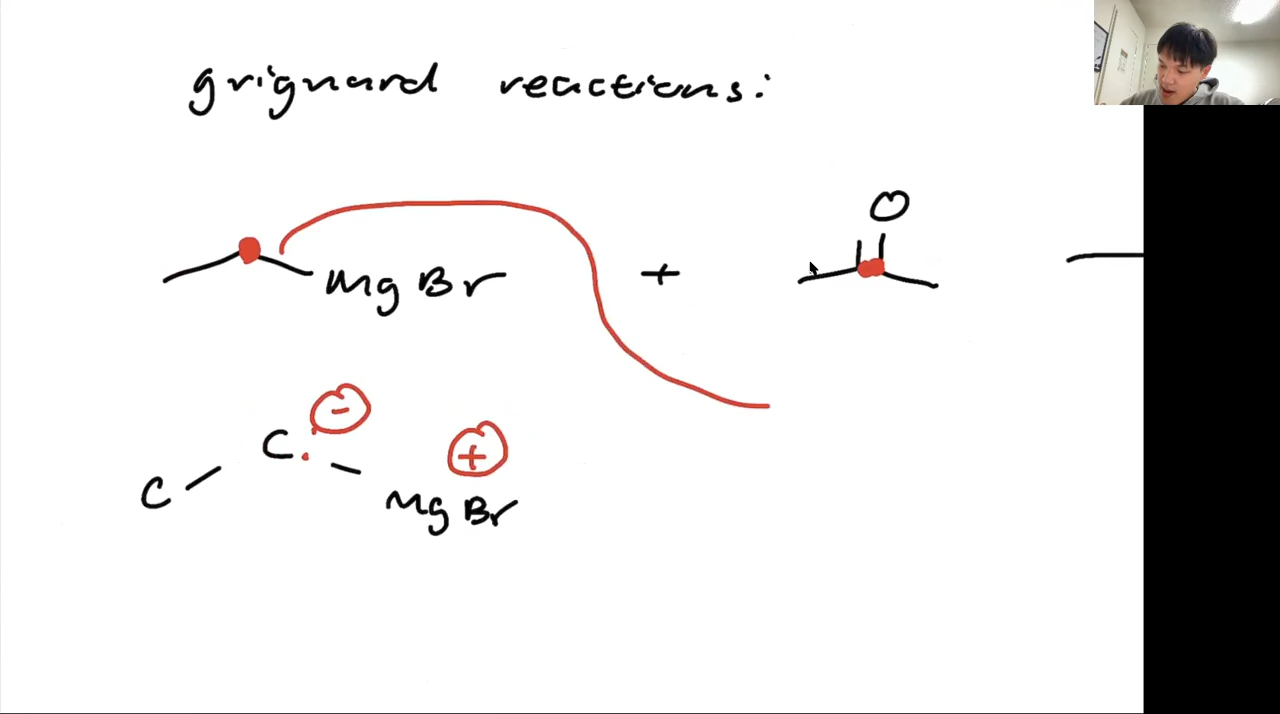 grignard reactions:
O
MgBr +
C - +
C MgBr